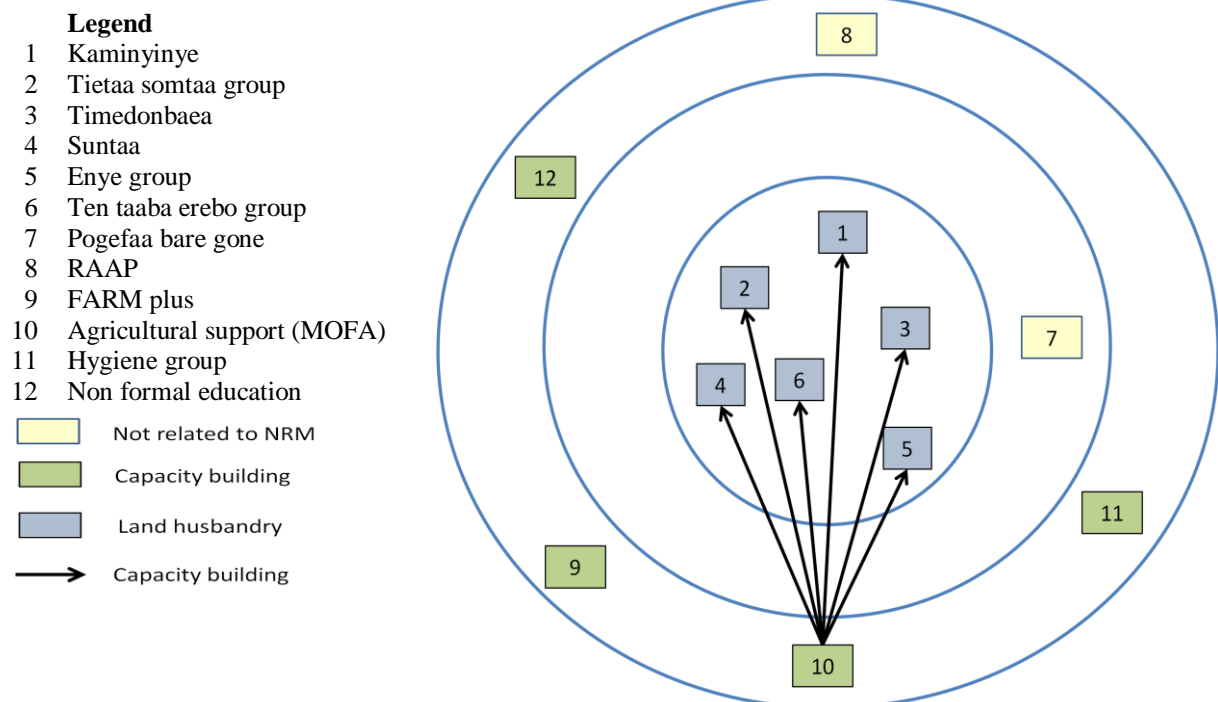 Legend
1 Kaminyinye
2 Tietaa somtaa group
3 Timedonbaea
4 Suntaa
5 Enye group
6 Ten taaba erebo group
7 Pogefaa bare gone
8 RAAP
9 FARM plus
10 Agricultural support (MOFA)
11 Hygiene group
12 Non formal education
Not related to NRM
Capacity building
Land husbandry
Capacity building
8
12
1
2
3
7
4
6
5
11
9
10